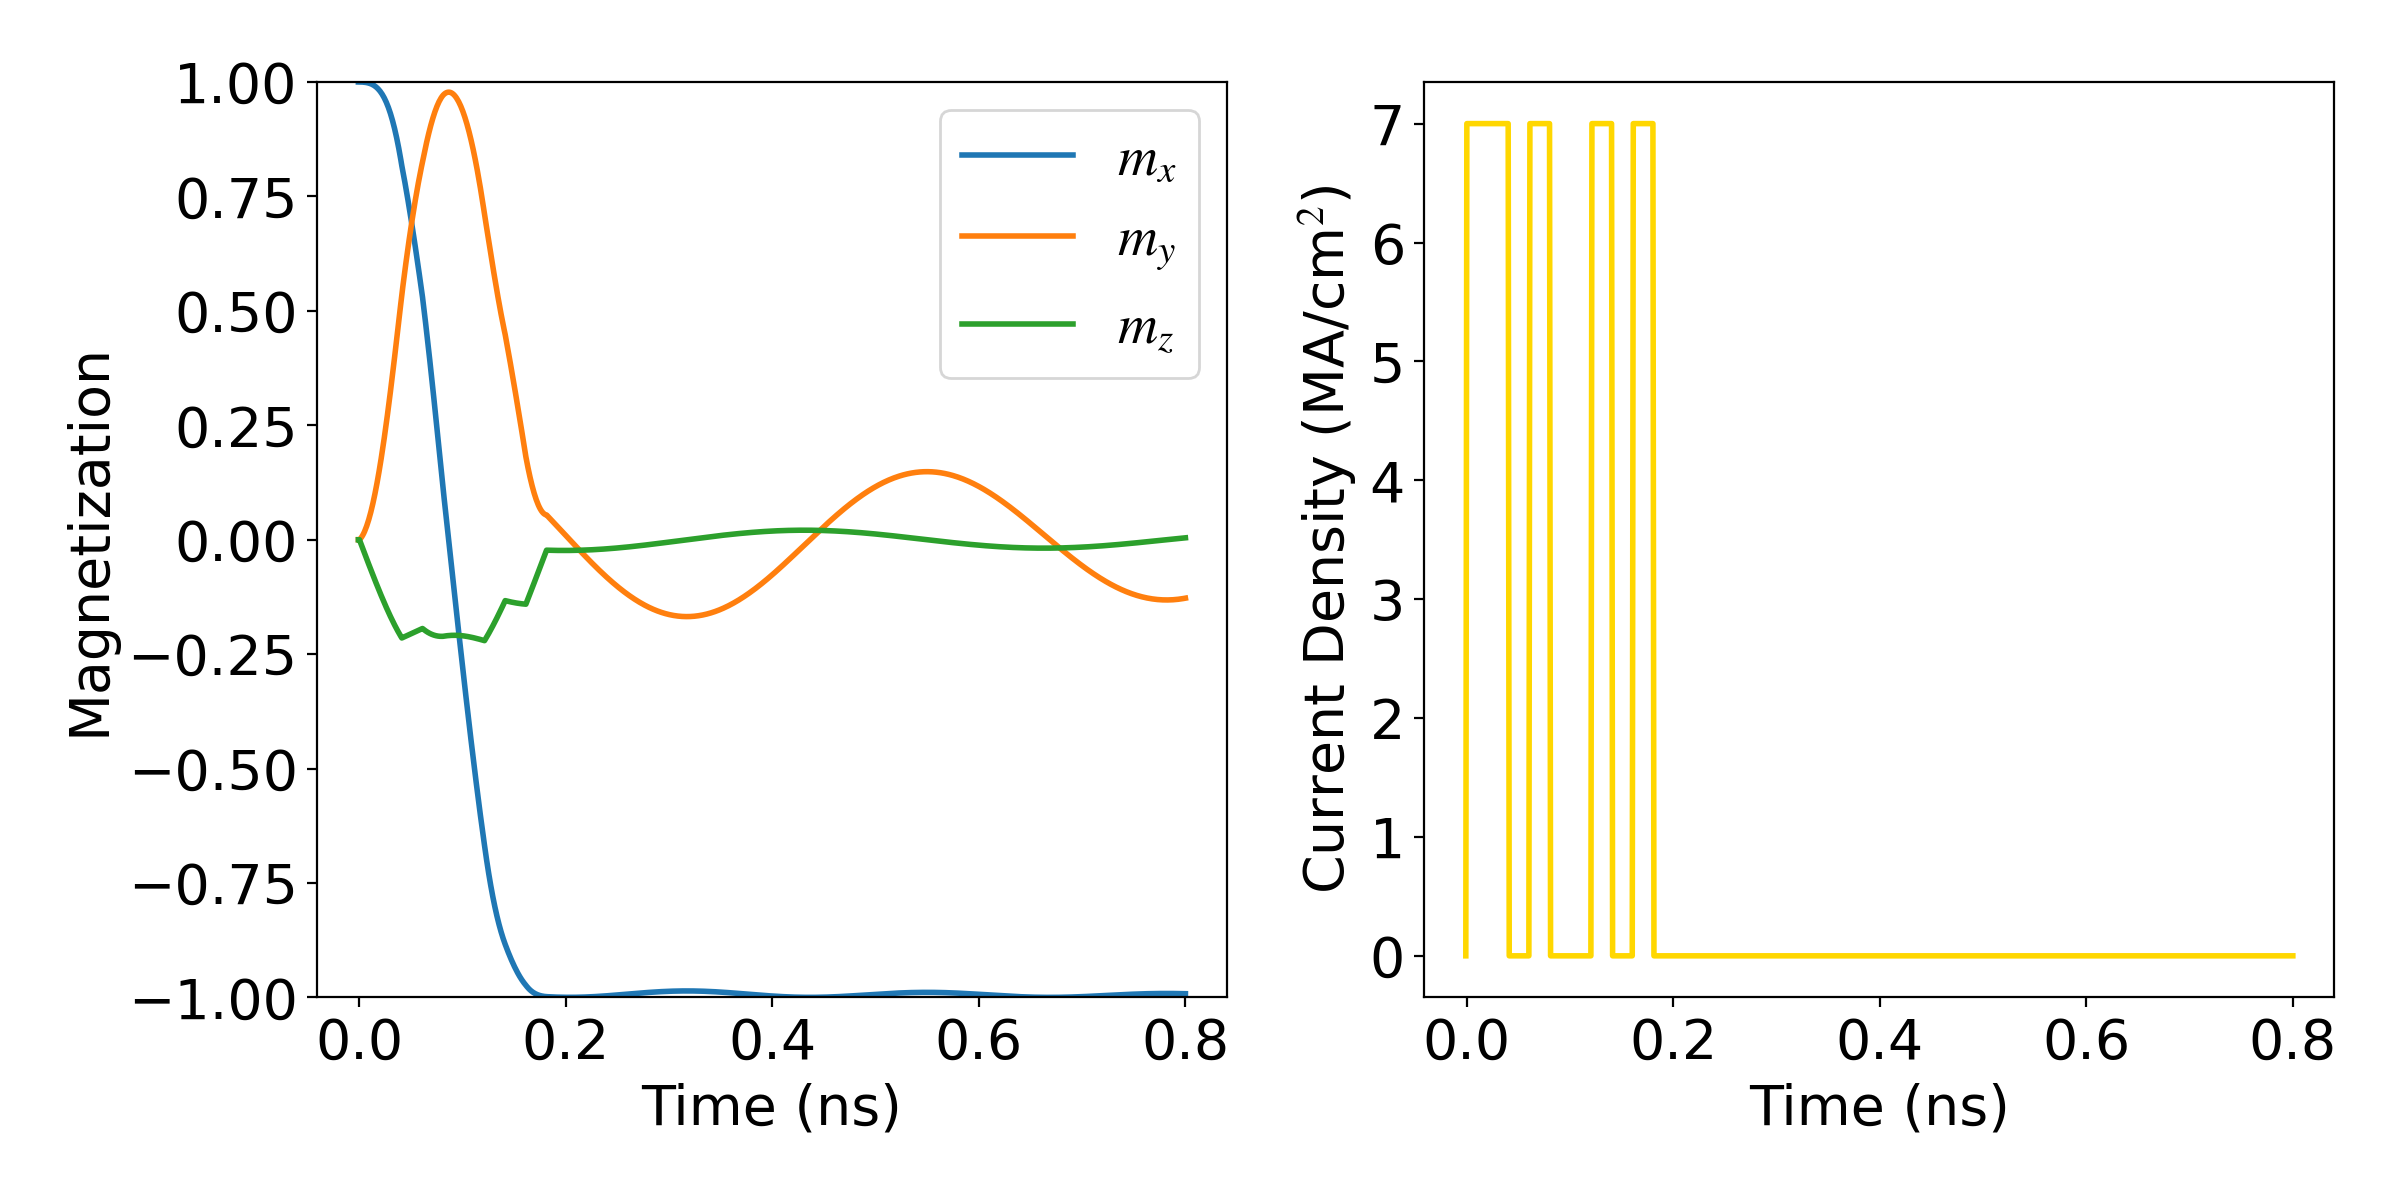 1.00
0.75
0.50
0.25
0.00
−0.25
−0.50
−0.75
−1.00
0.0 0.2 0.4 0.6 0.8
Time (ns)
Magnetization
m_x
m_y
m_z
7
6
5
4
3
2
1
0
0.0 0.2 0.4 0.6 0.8
Time (ns)
Current Density (MA/cm²)